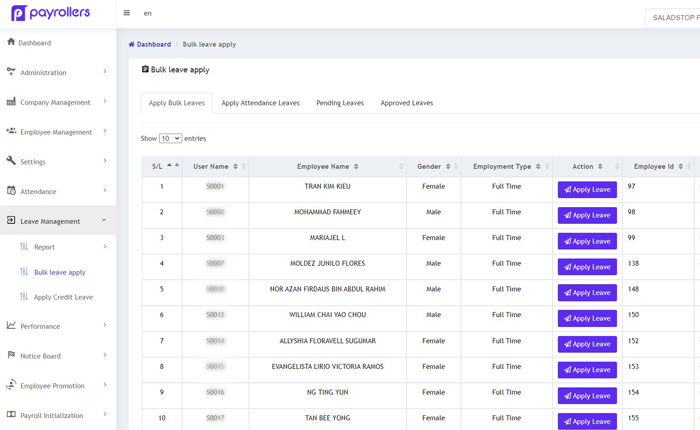 payrollers
en
SALADSTOP P
Dashboard
Dashboard / Bulk leave apply
Administration
Bulk leave apply
Company Management
Apply Bulk Leaves Apply Attendance Leaves Pending Leaves Approved Leaves
Employee Management
Show 10 entries
Settings
S/L User Name Employee Name Gender Employment Type Action Employee Id
Attendance
1 S0001 TRAN KIM KIEU Female Full Time Apply Leave 97
2 S0002 MOHAMMAD FAHMEEY Male Full Time Apply Leave 98
Leave Management
3 S0003 MARIAJEL L Female Full Time Apply Leave 99
Report
4 S0007 MOLDEZ JUNILO FLORES Male Full Time Apply Leave 138
Bulk leave apply
5 NOR AZAN FIRDAUS BIN ABDUL RAHIM Male Full Time Apply Leave 148
Apply Credit Leave
6 S0012 WILLIAM CHAI YAO CHOU Male Full Time Apply Leave 150
Performance
7 S0014 ALLYSHIA FLORAVELL SUGUMAR Female Full Time Apply Leave 152
Notice Board
8 EVANGELISTA LIRIO VICTORIA RAMOS Female Full Time Apply Leave 153
Employee Promotion
9 S0016 NG TING YUN Female Full Time Apply Leave 154
Payroll Initialization
10 S0017 TAN BEE YONG Female Full Time Apply Leave 155